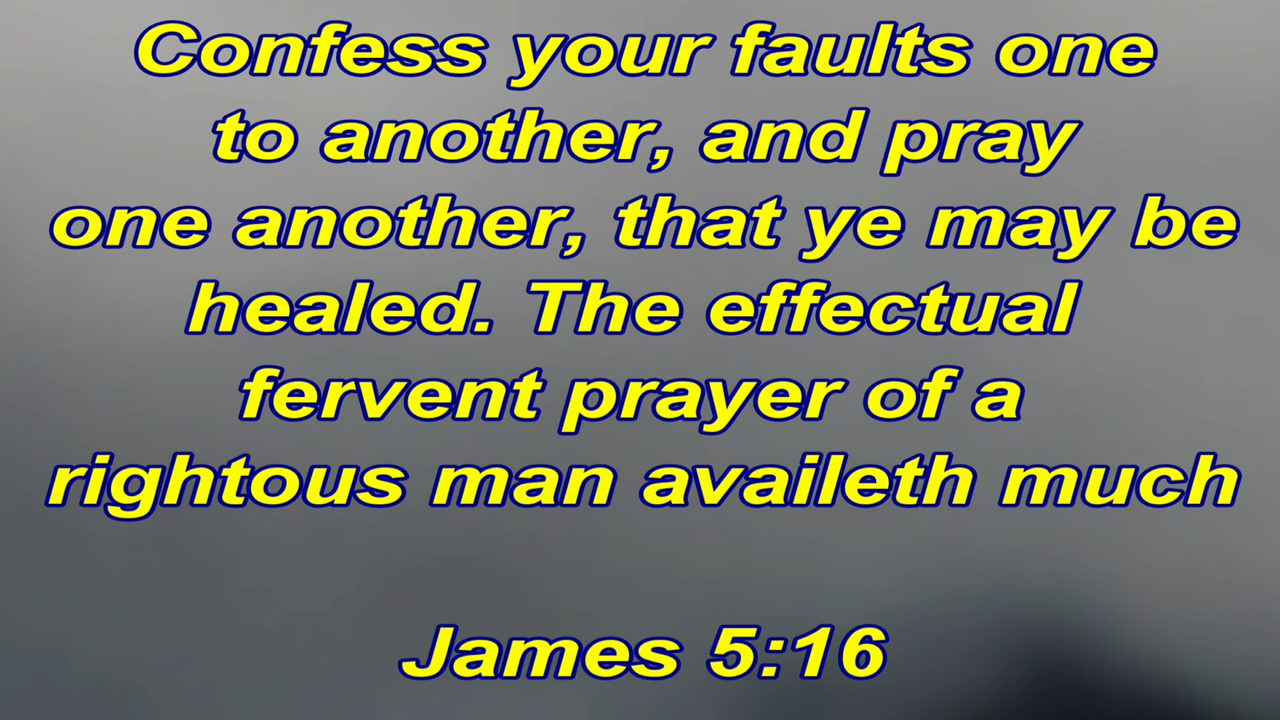 Confess your faults one
to another, and pray
one another, that ye may be
healed. The effectual
fervent prayer of a
rightous man availeth much
James 5:16